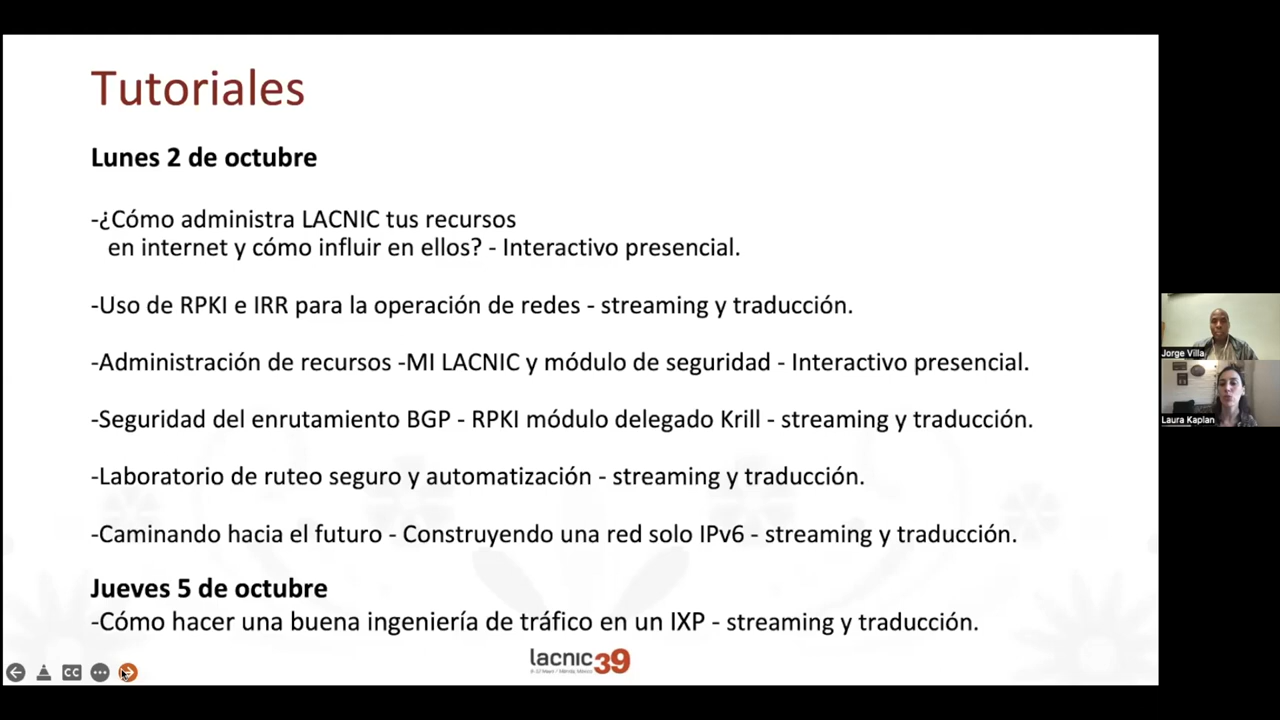 Tutoriales
Lunes 2 de octubre
-¿Cómo administra LACNIC tus recursos
en internet y cómo influir en ellos? - Interactivo presencial.
-Uso de RPKI e IRR para la operación de redes - streaming y traducción.
-Administración de recursos -MI LACNIC y módulo de seguridad - Interactivo presencial.
-Seguridad del enrutamiento BGP - RPKI módulo delegado Krill - streaming y traducción.
-Laboratorio de ruteo seguro y automatización - streaming y traducción.
-Caminando hacia el futuro - Construyendo una red solo IPv6 - streaming y traducción.
Jueves 5 de octubre
-Cómo hacer una buena ingeniería de tráfico en un IXP - streaming y traducción.
lacnic39
CC
Jorge Villa
Laura Kaplan